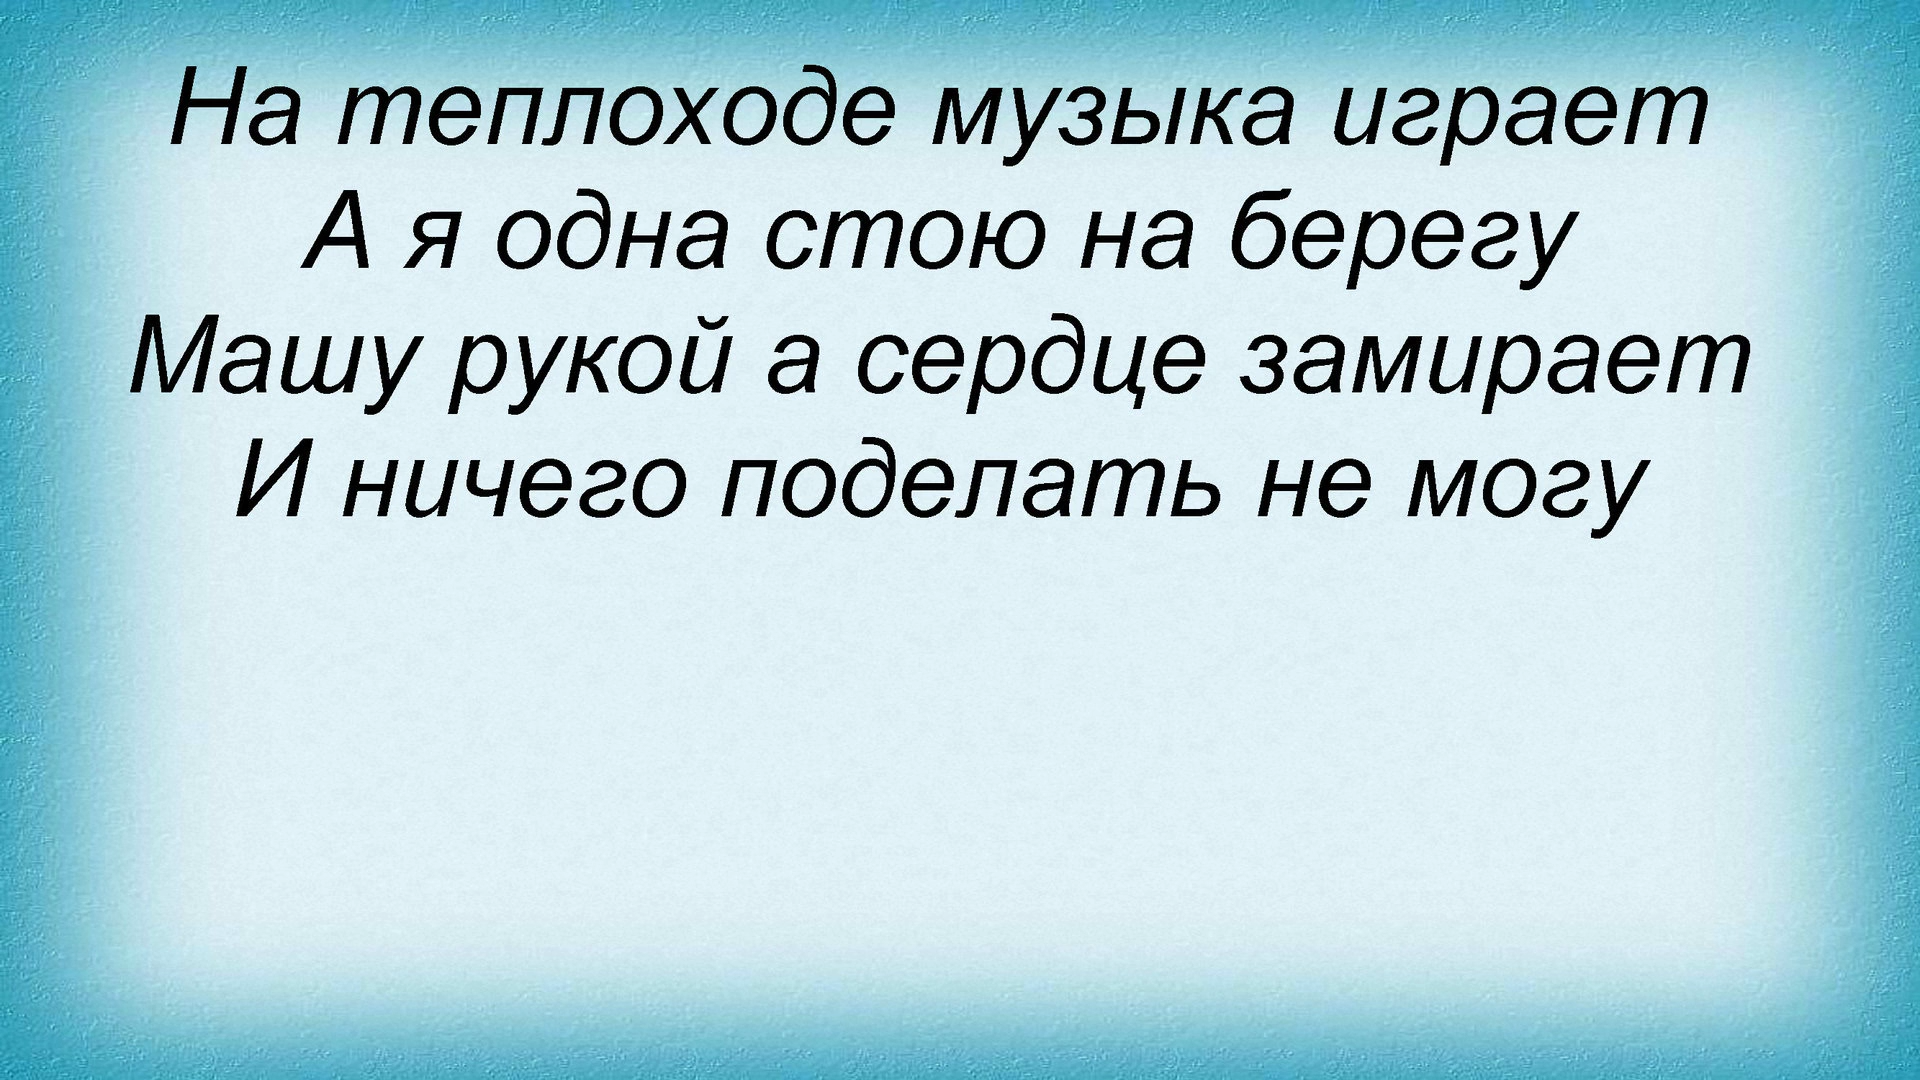 На теплоходе музыка играет
А я одна стою на берегу
Машу рукой а сердце замирает
И ничего поделать не могу